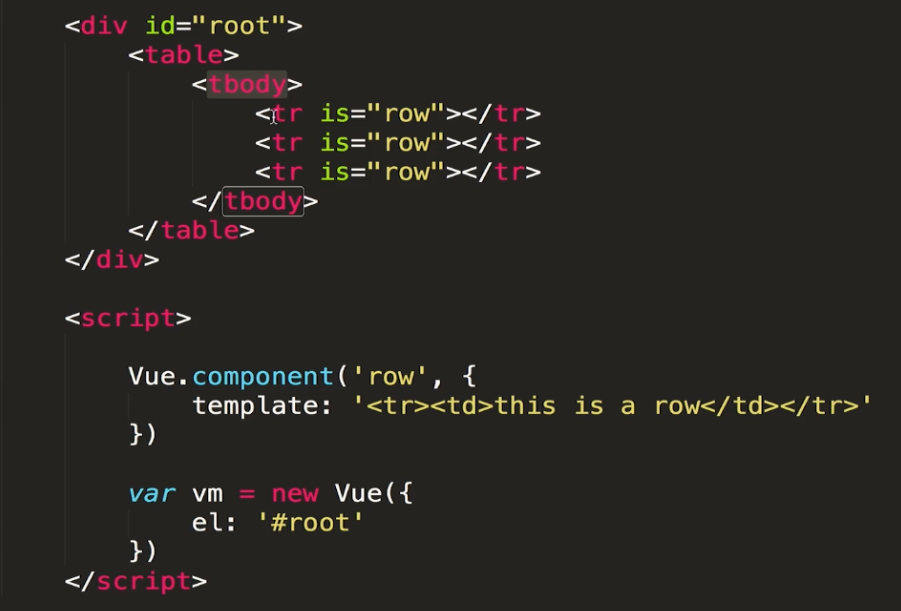 <div id="root">
<table>
<tbody>
<tr is="row"></tr>
<tr is="row"></tr>
<tr is="row"></tr>
</tbody>
</table>
</div>
<script>
Vue.component('row', {
template: '<tr><td>this is a row</td></tr>'
})
var vm = new Vue({
el: '#root'
})
</script>